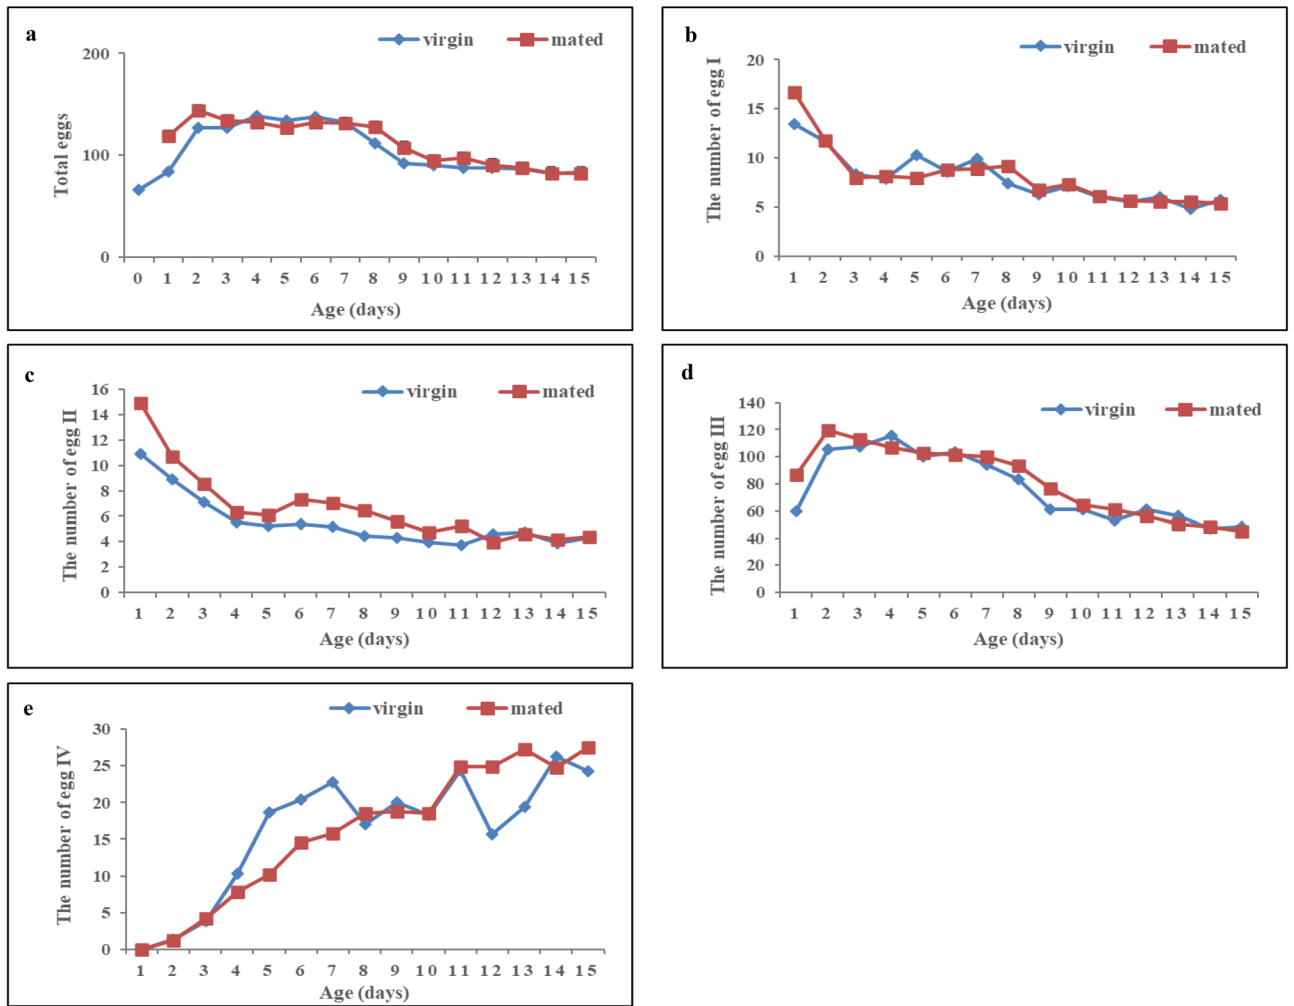 a
virgin mated
200
100
0
Total eggs
0 1 2 3 4 5 6 7 8 9 10 11 12 13 14 15
Age (days)
b
virgin mated
20
15
10
5
0
The number of egg I
1 2 3 4 5 6 7 8 9 10 11 12 13 14 15
Age (days)
c
virgin mated
16
14
12
10
8
6
4
2
0
The number of egg II
1 2 3 4 5 6 7 8 9 10 11 12 13 14 15
Age (days)
d
virgin mated
140
120
100
80
60
40
20
0
The number of egg III
1 2 3 4 5 6 7 8 9 10 11 12 13 14 15
Age (days)
e
virgin mated
30
25
20
15
10
5
0
The number of egg IV
1 2 3 4 5 6 7 8 9 10 11 12 13 14 15
Age (days)